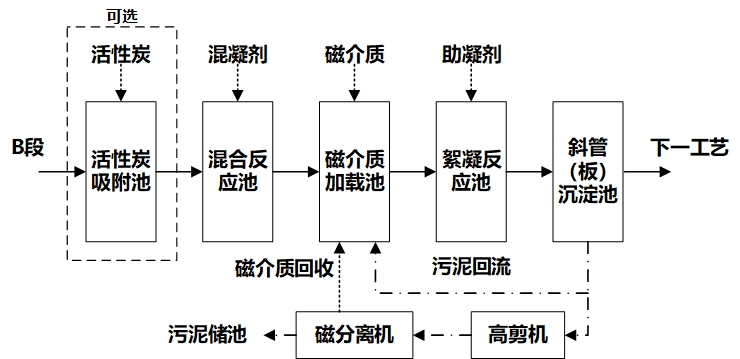 可选
活性炭
混凝剂
磁介质
助凝剂
B段
活性炭
吸附池
混合反
应池
磁介质
加载池
絮凝反
应池
斜管
（板）
沉淀池
下一工艺
磁介质回收
污泥回流
污泥储池
磁分离机
高剪机